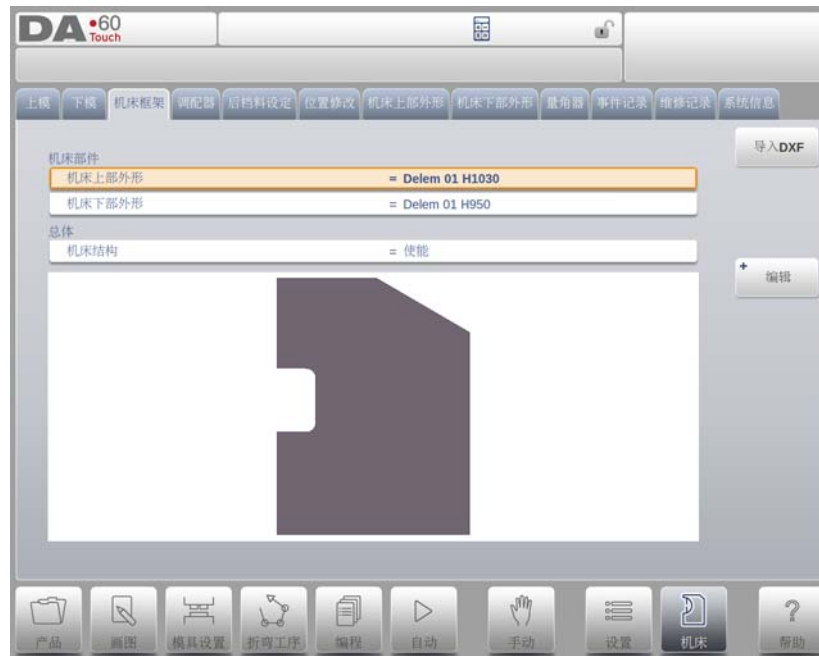 DA•60
Touch
上模 下模 机床框架 调配器 后档料设定 位置修改 机床上部外形 机床下部外形 量角器 事件记录 维修记录 系统信息
导入DXF
机床部件
机床上部外形 = Delem 01 H1030
机床下部外形 = Delem 01 H950
总体
机床结构 = 使能
+ 编辑
产品 画图 模具设置 折弯工序 编程 自动 手动 设置 机床 帮助